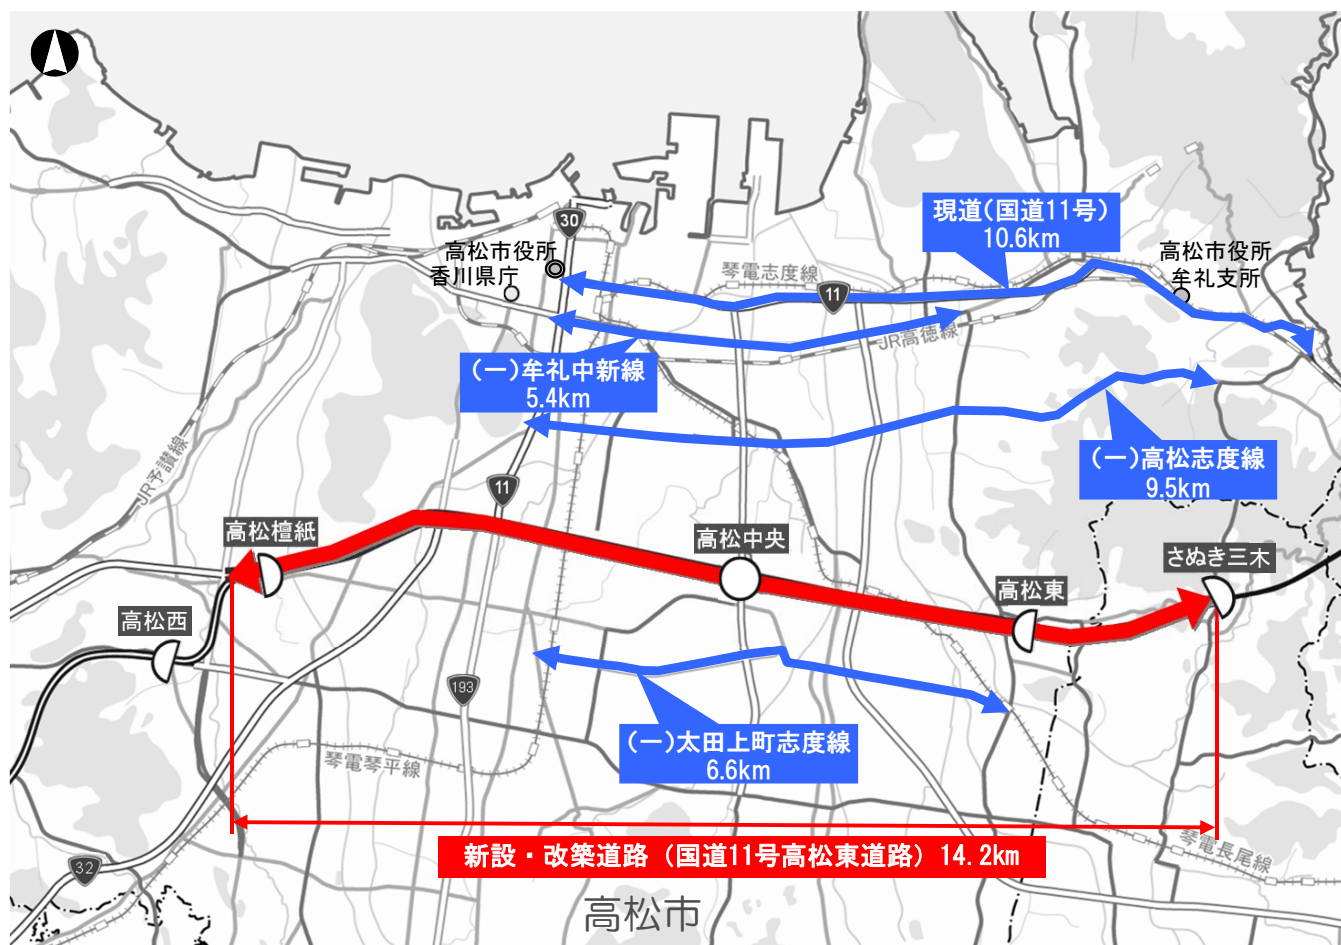 30
高松市役所
香川県庁
現道(国道11号)
10.6km
高松市役所
牟礼支所
琴電志度線
11
JR高徳線
(一)牟礼中新線
5.4km
(一)高松志度線
9.5km
JR予讃線
11
高松檀紙
高松中央
さぬき三木
高松東
高松西
193
(一)太田上町志度線
6.6km
琴電琴平線
琴電長尾線
新設・改築道路(国道11号高松東道路)14.2km
32
高松市